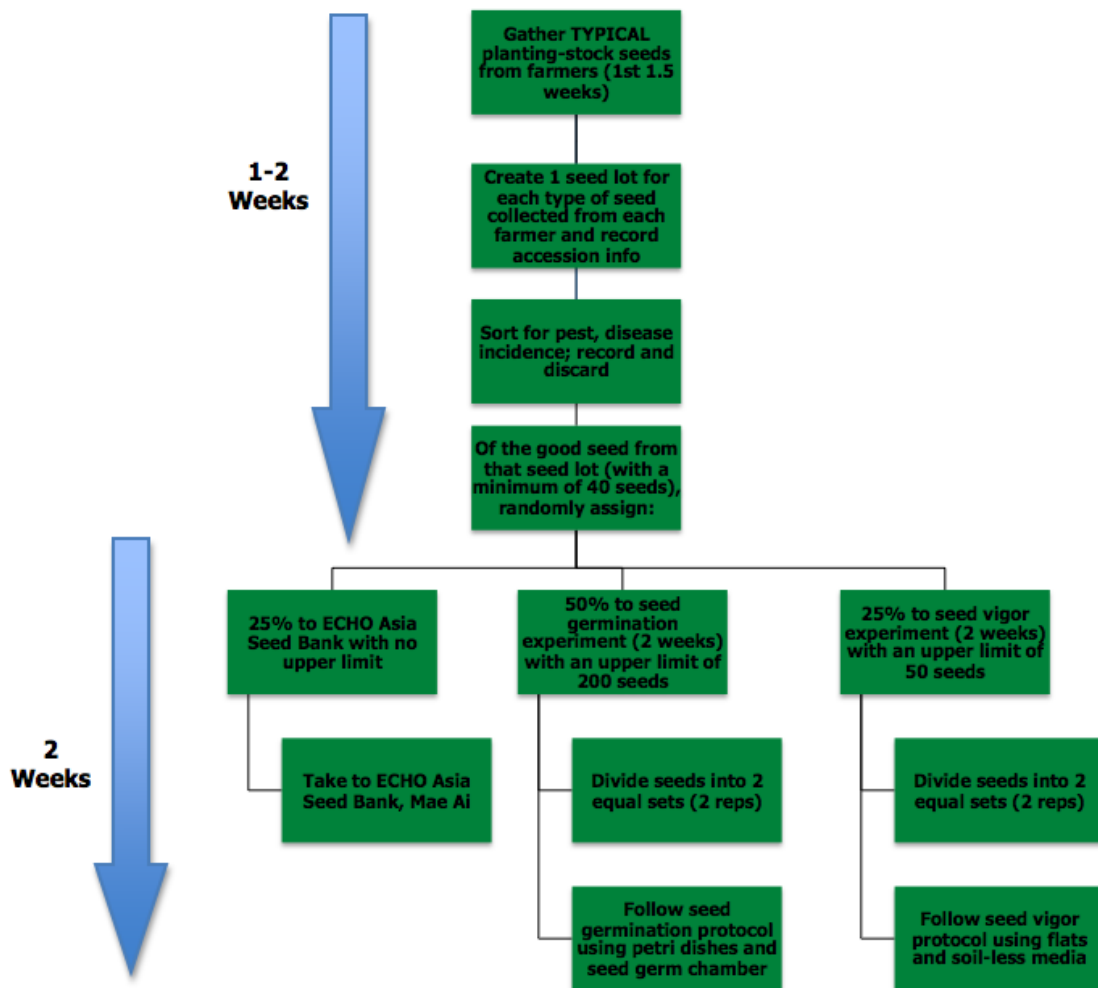 Gather TYPICAL
planting-stock seeds
from farmers (1st 1.5
weeks)
1-2
Weeks
Create 1 seed lot for
each type of seed
collected from each
farmer and record
accession info
Sort for pest, disease
incidence; record and
discard
Of the good seed from
that seed lot (with a
minimum of 40 seeds),
randomly assign:
2
Weeks
25% to ECHO Asia
Seed Bank with no
upper limit
50% to seed
germination
experiment (2 weeks)
with an upper limit of
200 seeds
25% to seed vigor
experiment (2 weeks)
with an upper limit of
50 seeds
Take to ECHO Asia
Seed Bank, Mae Ai
Divide seeds into 2
equal sets (2 reps)
Divide seeds into 2
equal sets (2 reps)
Follow seed
germination protocol
using petri dishes and
seed germ chamber
Follow seed vigor
protocol using flats
and soil-less media